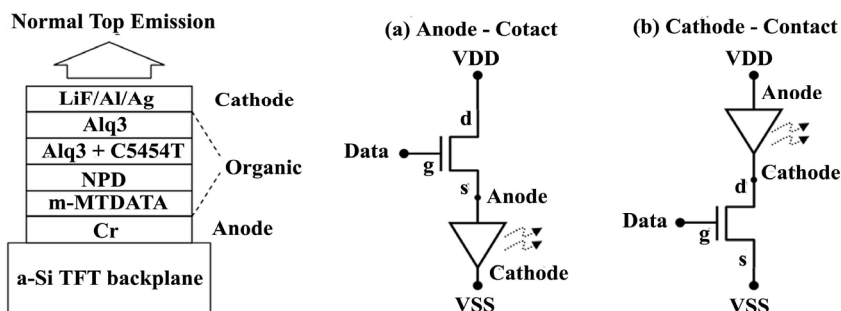 Normal Top Emission
LiF/Al/Ag
Cathode
Alq3
Alq3 + C5454T
Organic
NPD
m-MTDATA
Cr
Anode
a-Si TFT backplane
(a) Anode - Cotact
VDD
d
Data
g
s
Anode
Cathode
VSS
(b) Cathode - Contact
VDD
Anode
Cathode
d
Data
g
s
VSS